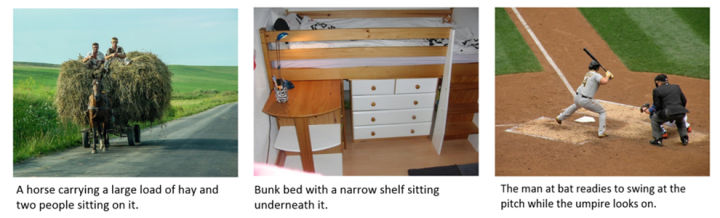 A horse carrying a large load of hay and
two people sitting on it.
Bunk bed with a narrow shelf sitting
underneath it.
The man at bat readies to swing at the
pitch while the umpire looks on.